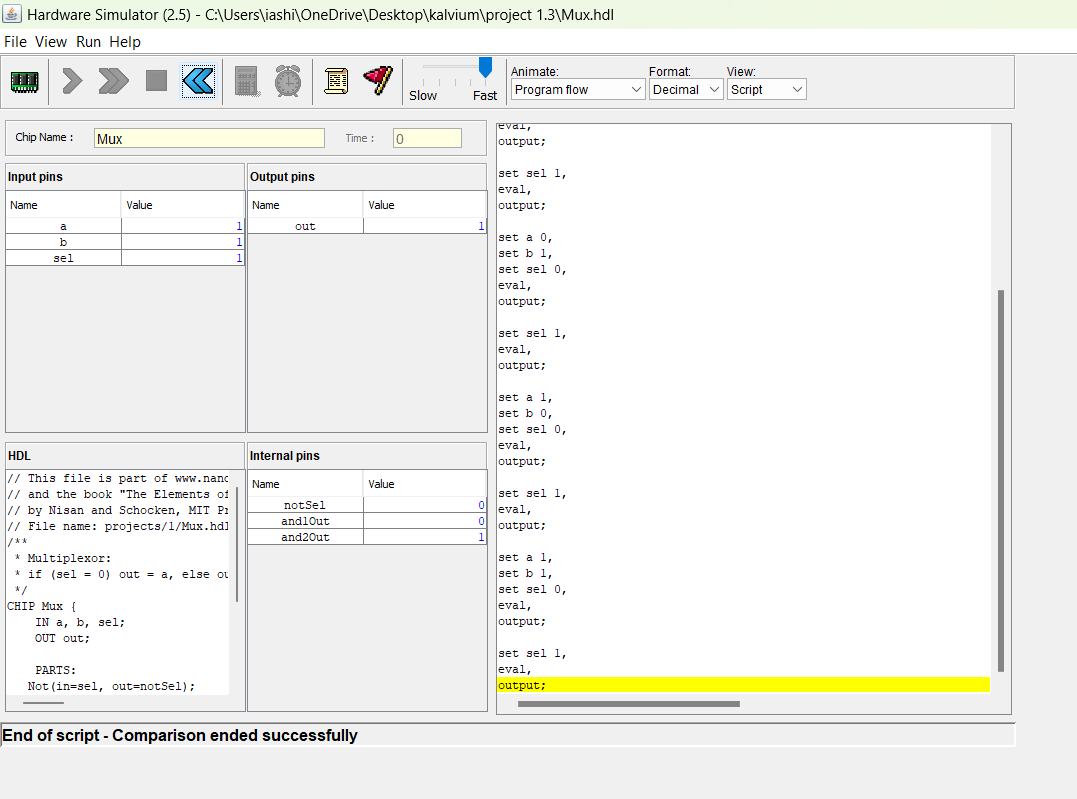 Hardware Simulator (2.5) - C:\Users\iashi\OneDrive\Desktop\kalvium\project 1.3\Mux.hdl
File View Run Help
Slow Fast
Animate: Format: View:
Program flow Decimal Script
Chip Name : Mux Time : 0
Input pins
Name Value
a 1
b 1
sel 1
Output pins
Name Value
out 1
HDL
// This file is part of www.nand
// and the book "The Elements of
// by Nisan and Schocken, MIT Pr
// File name: projects/1/Mux.hdl
/**
* Multiplexor:
* if (sel = 0) out = a, else ou
*/
CHIP Mux {
IN a, b, sel;
OUT out;
PARTS:
Not(in=sel, out=notSel);
Internal pins
Name Value
notSel 0
and1Out 0
and2Out 1
eval,
output;
set sel 1,
eval,
output;
set a 0,
set b 1,
set sel 0,
eval,
output;
set sel 1,
eval,
output;
set a 1,
set b 0,
set sel 0,
eval,
output;
set sel 1,
eval,
output;
set a 1,
set b 1,
set sel 0,
eval,
output;
set sel 1,
eval,
output;
End of script - Comparison ended successfully